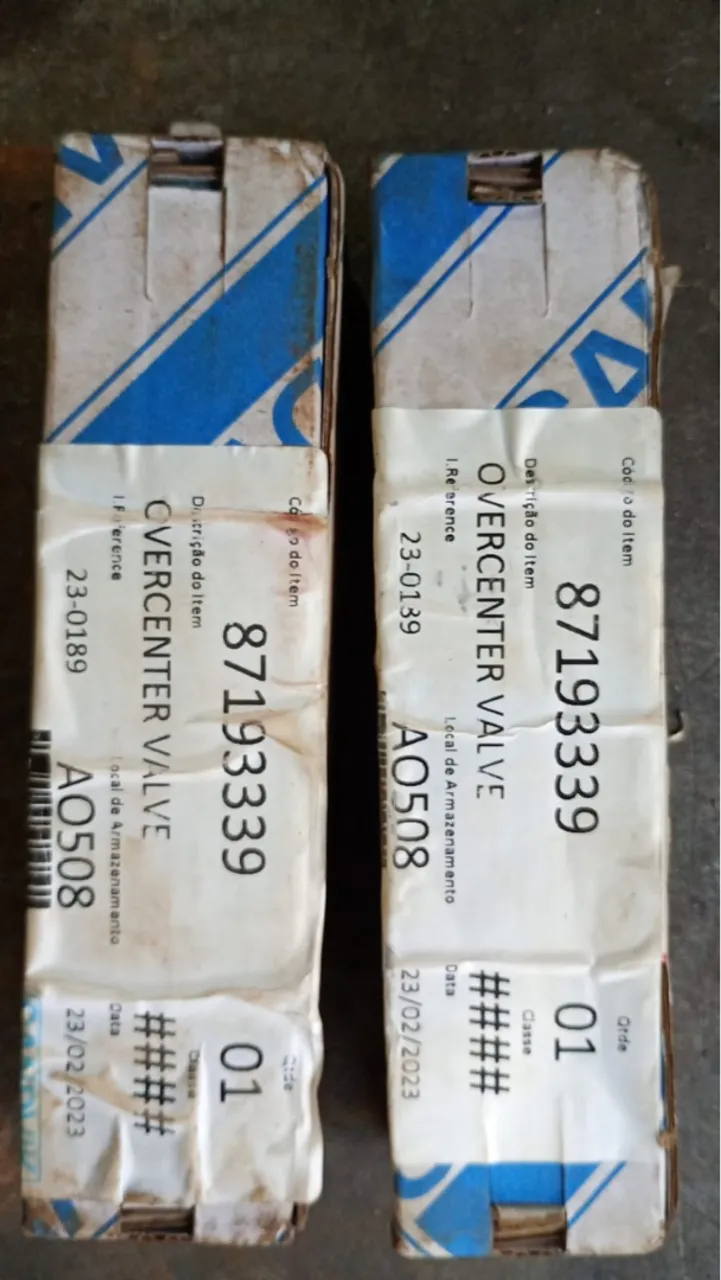 Código do Item Qtde
87193339 01
Descrição do Item Classe
OVERCENTER VALVE ####
I.Reference Local de Armazenamento Data
23-0189 AO508 23/02/2023
SANDVIK
Código do Item Qtde
87193339 01
Descrição do Item Classe
OVERCENTER VALVE ####
I.Reference Local de Armazenamento Data
23-0139 AO508 23/02/2023